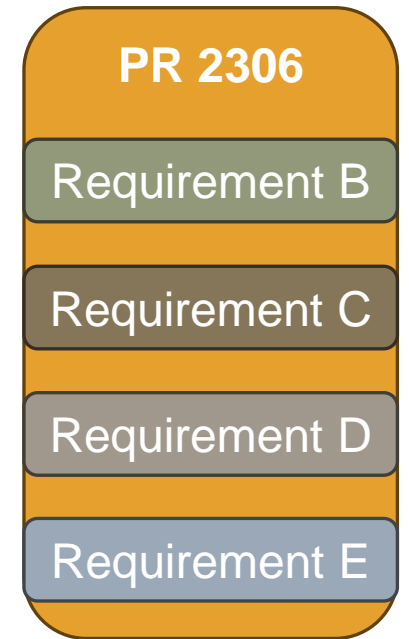 PR 2306
Requirement B
Requirement C
Requirement D
Requirement E